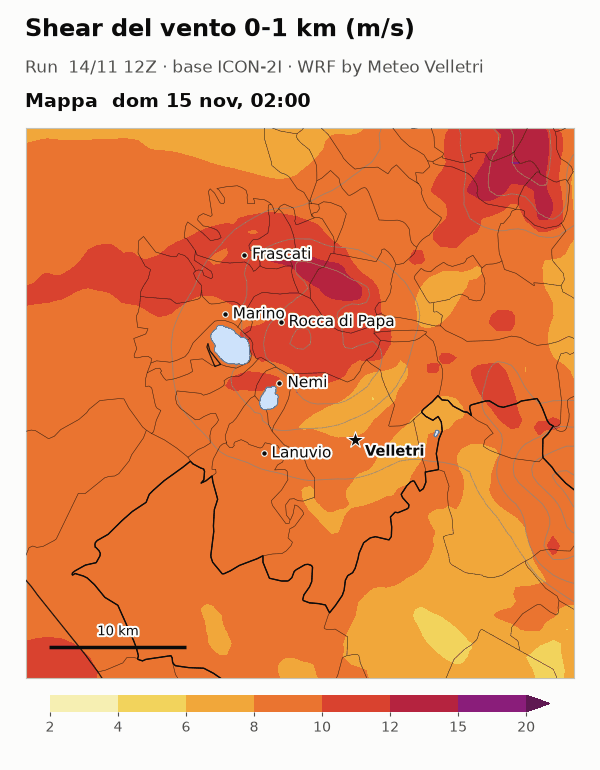 Shear del vento 0-1 km (m/s)
Run  14/11 12Z · base ICON-2I · WRF by Meteo Velletri
Mappa  dom 15 nov, 02:00
Frascati
Marino
Rocca di Papa
Nemi
Velletri
Lanuvio
10 km
2 4 6 8 10 12 15 20